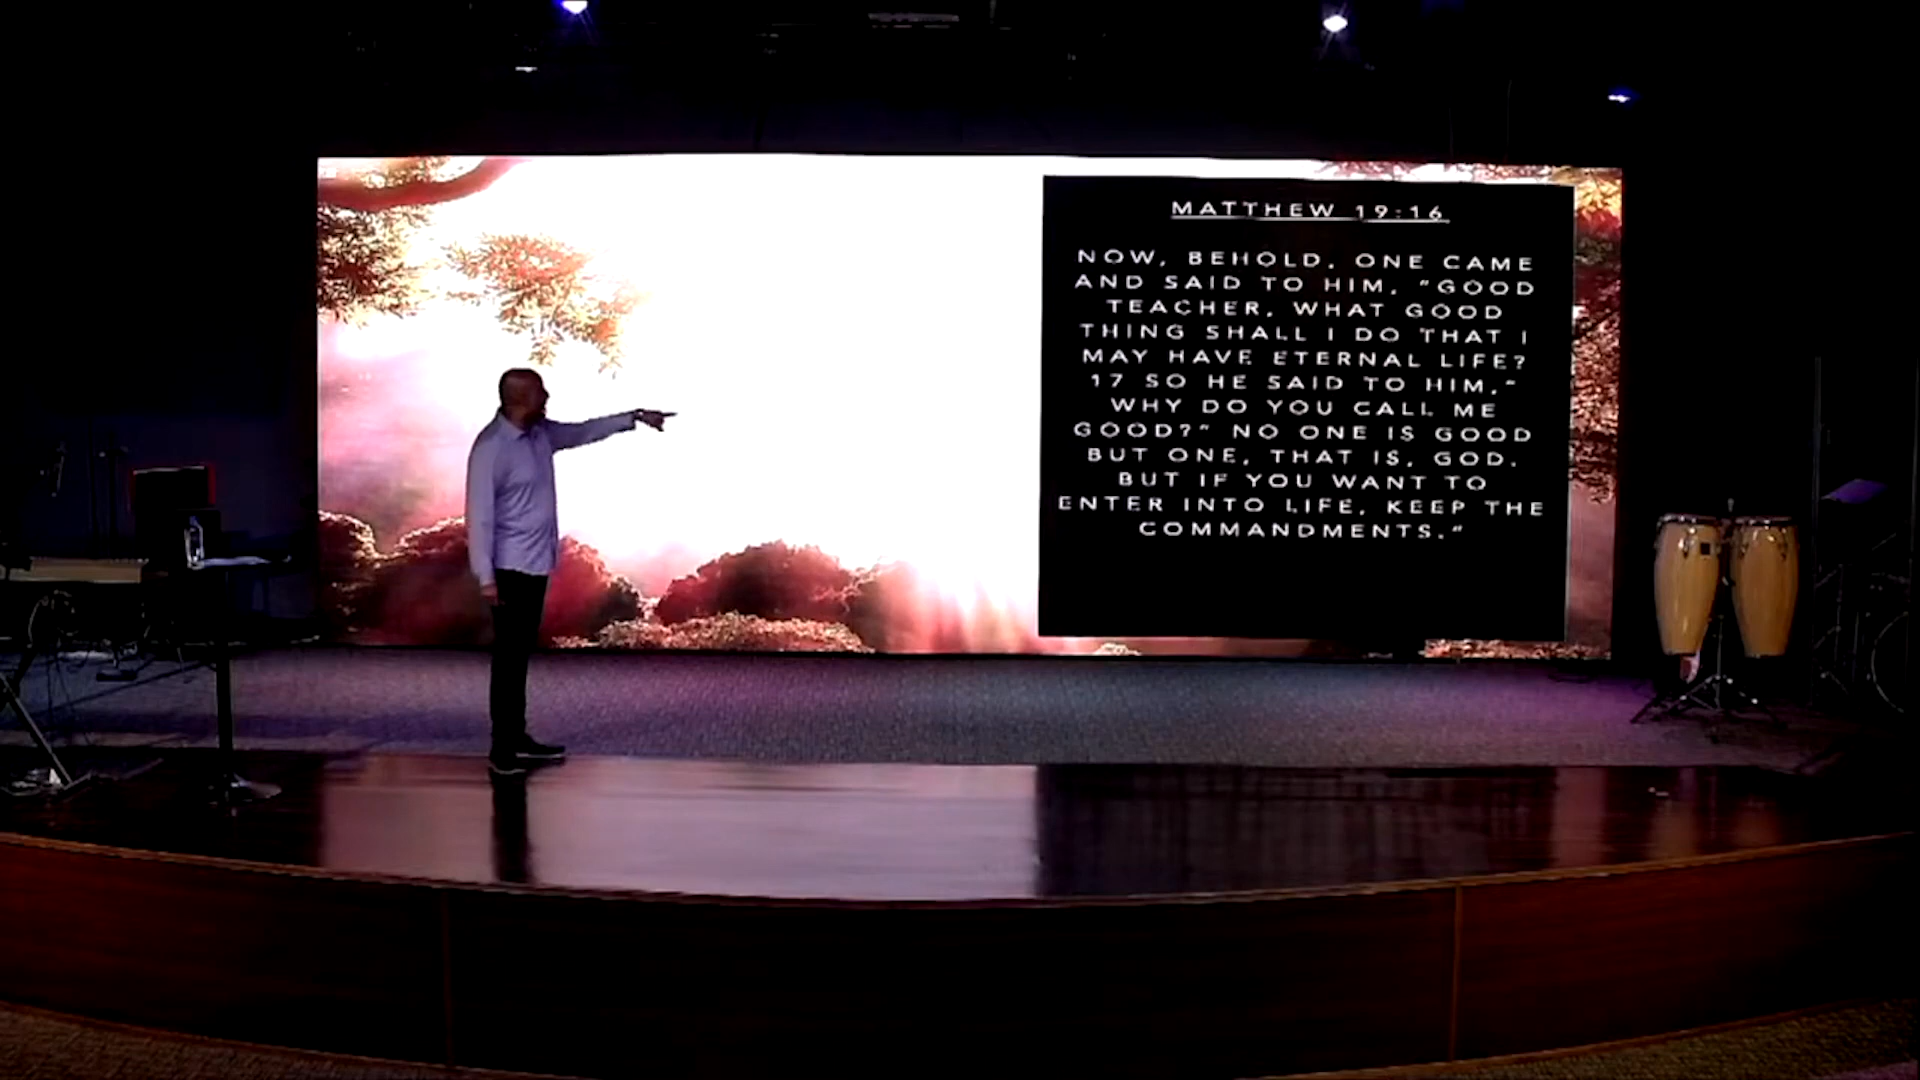 MATTHEW 19:16
NOW, BEHOLD, ONE CAME
AND SAID TO HIM, "GOOD
TEACHER, WHAT GOOD
THING SHALL I DO THAT I
MAY HAVE ETERNAL LIFE?
17 SO HE SAID TO HIM,"
WHY DO YOU CALL ME
GOOD?" NO ONE IS GOOD
BUT ONE, THAT IS, GOD.
BUT IF YOU WANT TO
ENTER INTO LIFE, KEEP THE
COMMANDMENTS."